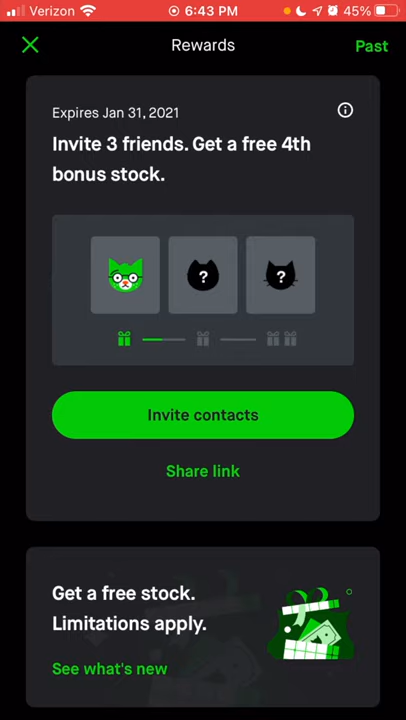 Verizon 6:43 PM 45%
Rewards
Past
Expires Jan 31, 2021
Invite 3 friends. Get a free 4th
bonus stock.
? ?
Invite contacts
Share link
Get a free stock.
Limitations apply.
See what's new